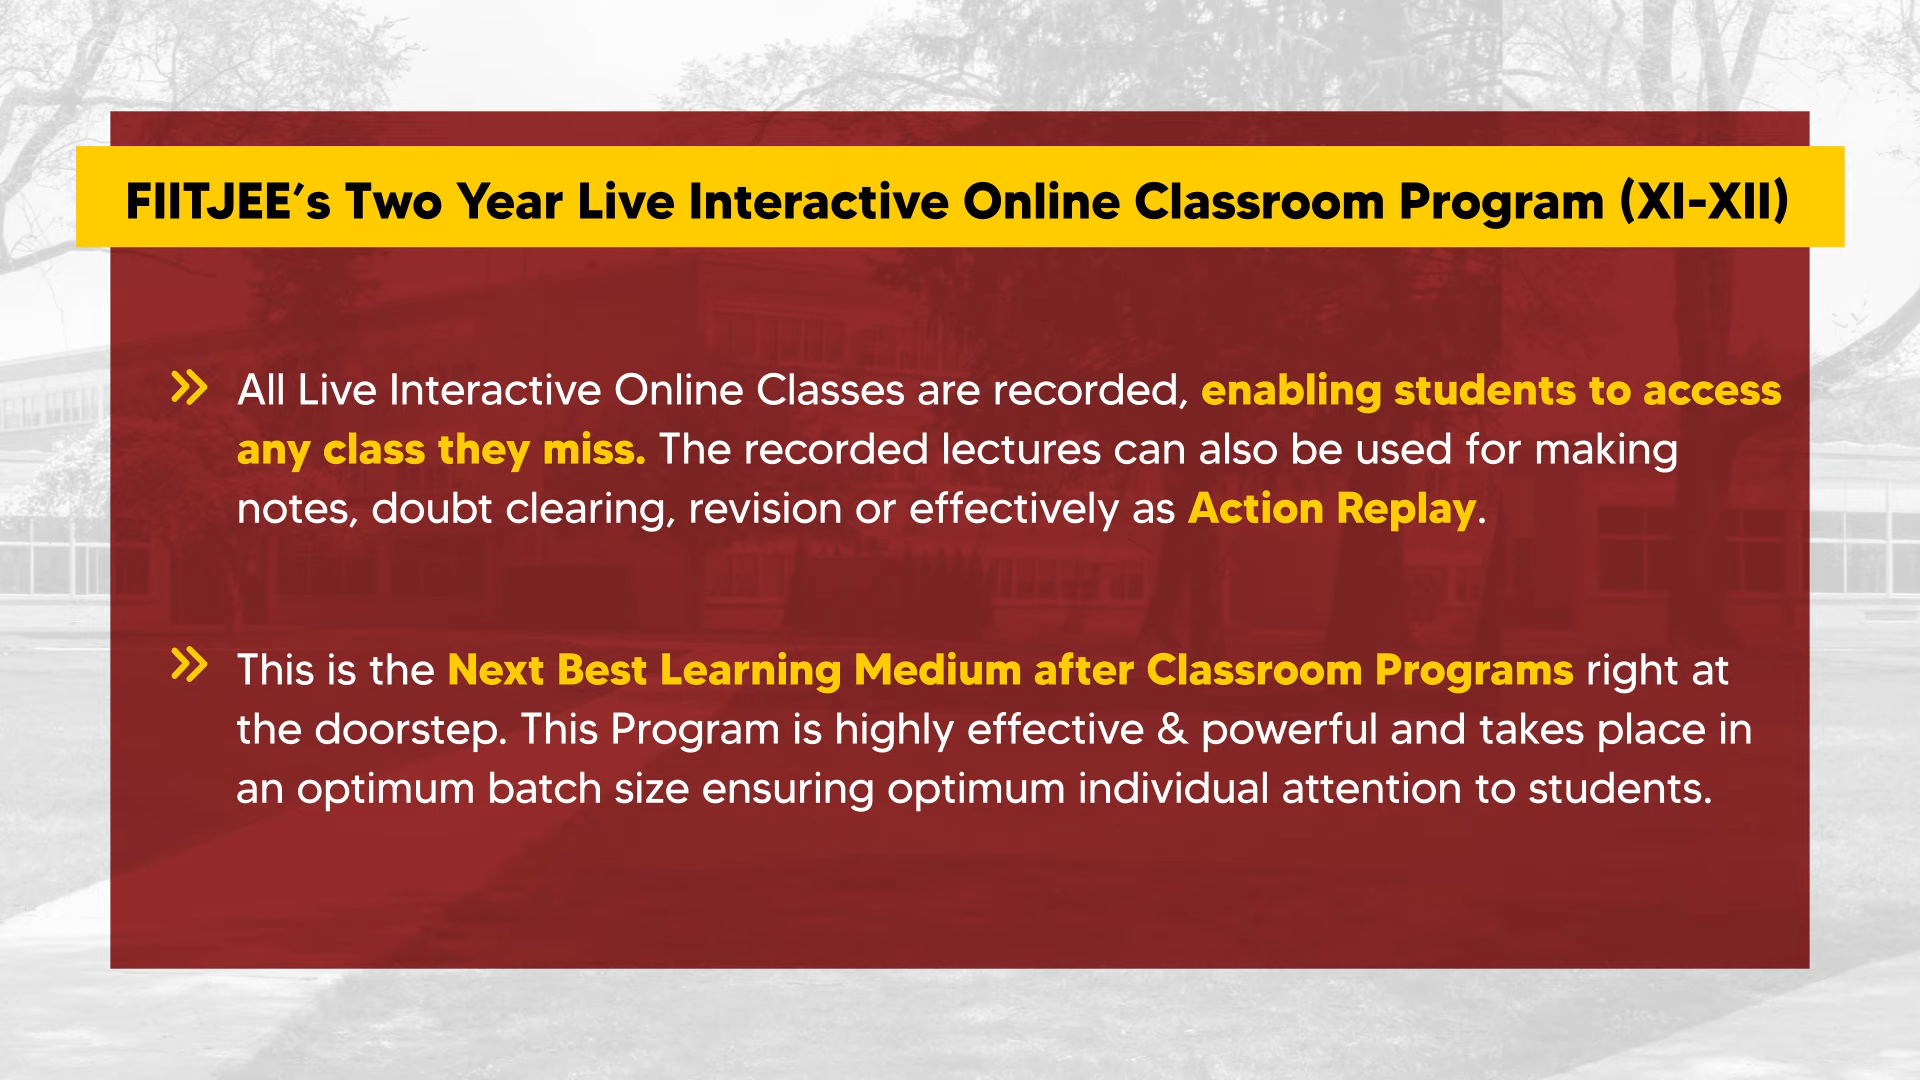 FIITJEE’s Two Year Live Interactive Online Classroom Program (XI-XII)
All Live Interactive Online Classes are recorded, enabling students to access
any class they miss. The recorded lectures can also be used for making
notes, doubt clearing, revision or effectively as Action Replay.
This is the Next Best Learning Medium after Classroom Programs right at
the doorstep. This Program is highly effective & powerful and takes place in
an optimum batch size ensuring optimum individual attention to students.